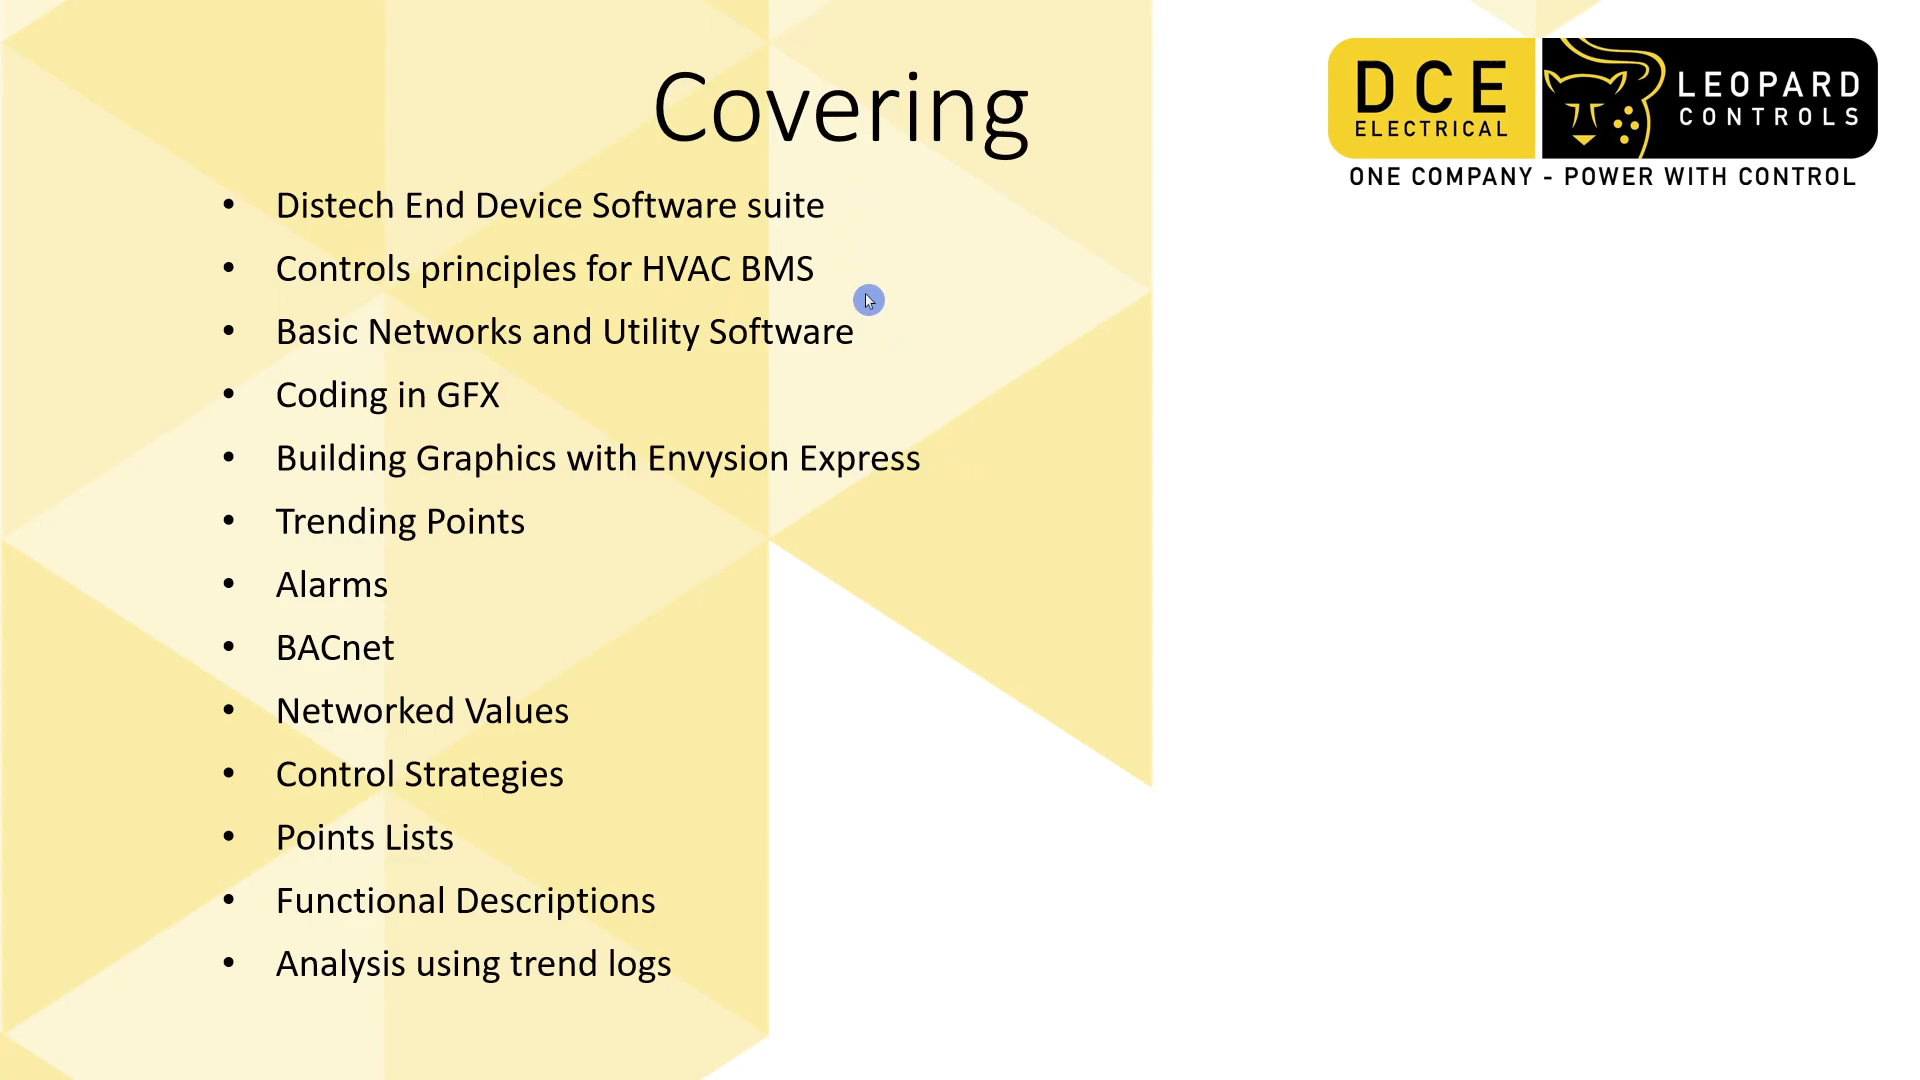 Covering
DCE
ELECTRICAL
LEOPARD
CONTROLS
ONE COMPANY - POWER WITH CONTROL
• Distech End Device Software suite
• Controls principles for HVAC BMS
• Basic Networks and Utility Software
• Coding in GFX
• Building Graphics with Envysion Express
• Trending Points
• Alarms
• BACnet
• Networked Values
• Control Strategies
• Points Lists
• Functional Descriptions
• Analysis using trend logs